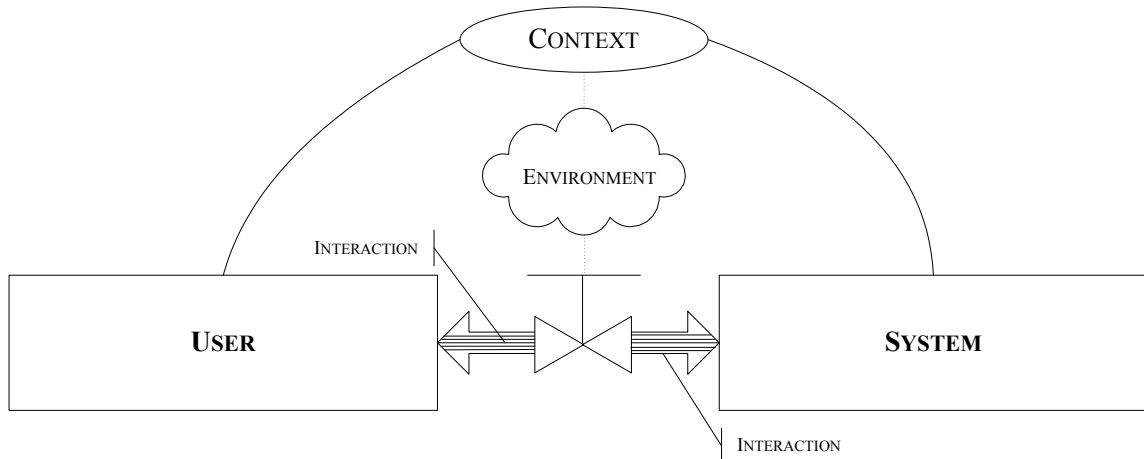 CONTEXT
ENVIRONMENT
INTERACTION
USER
SYSTEM
INTERACTION